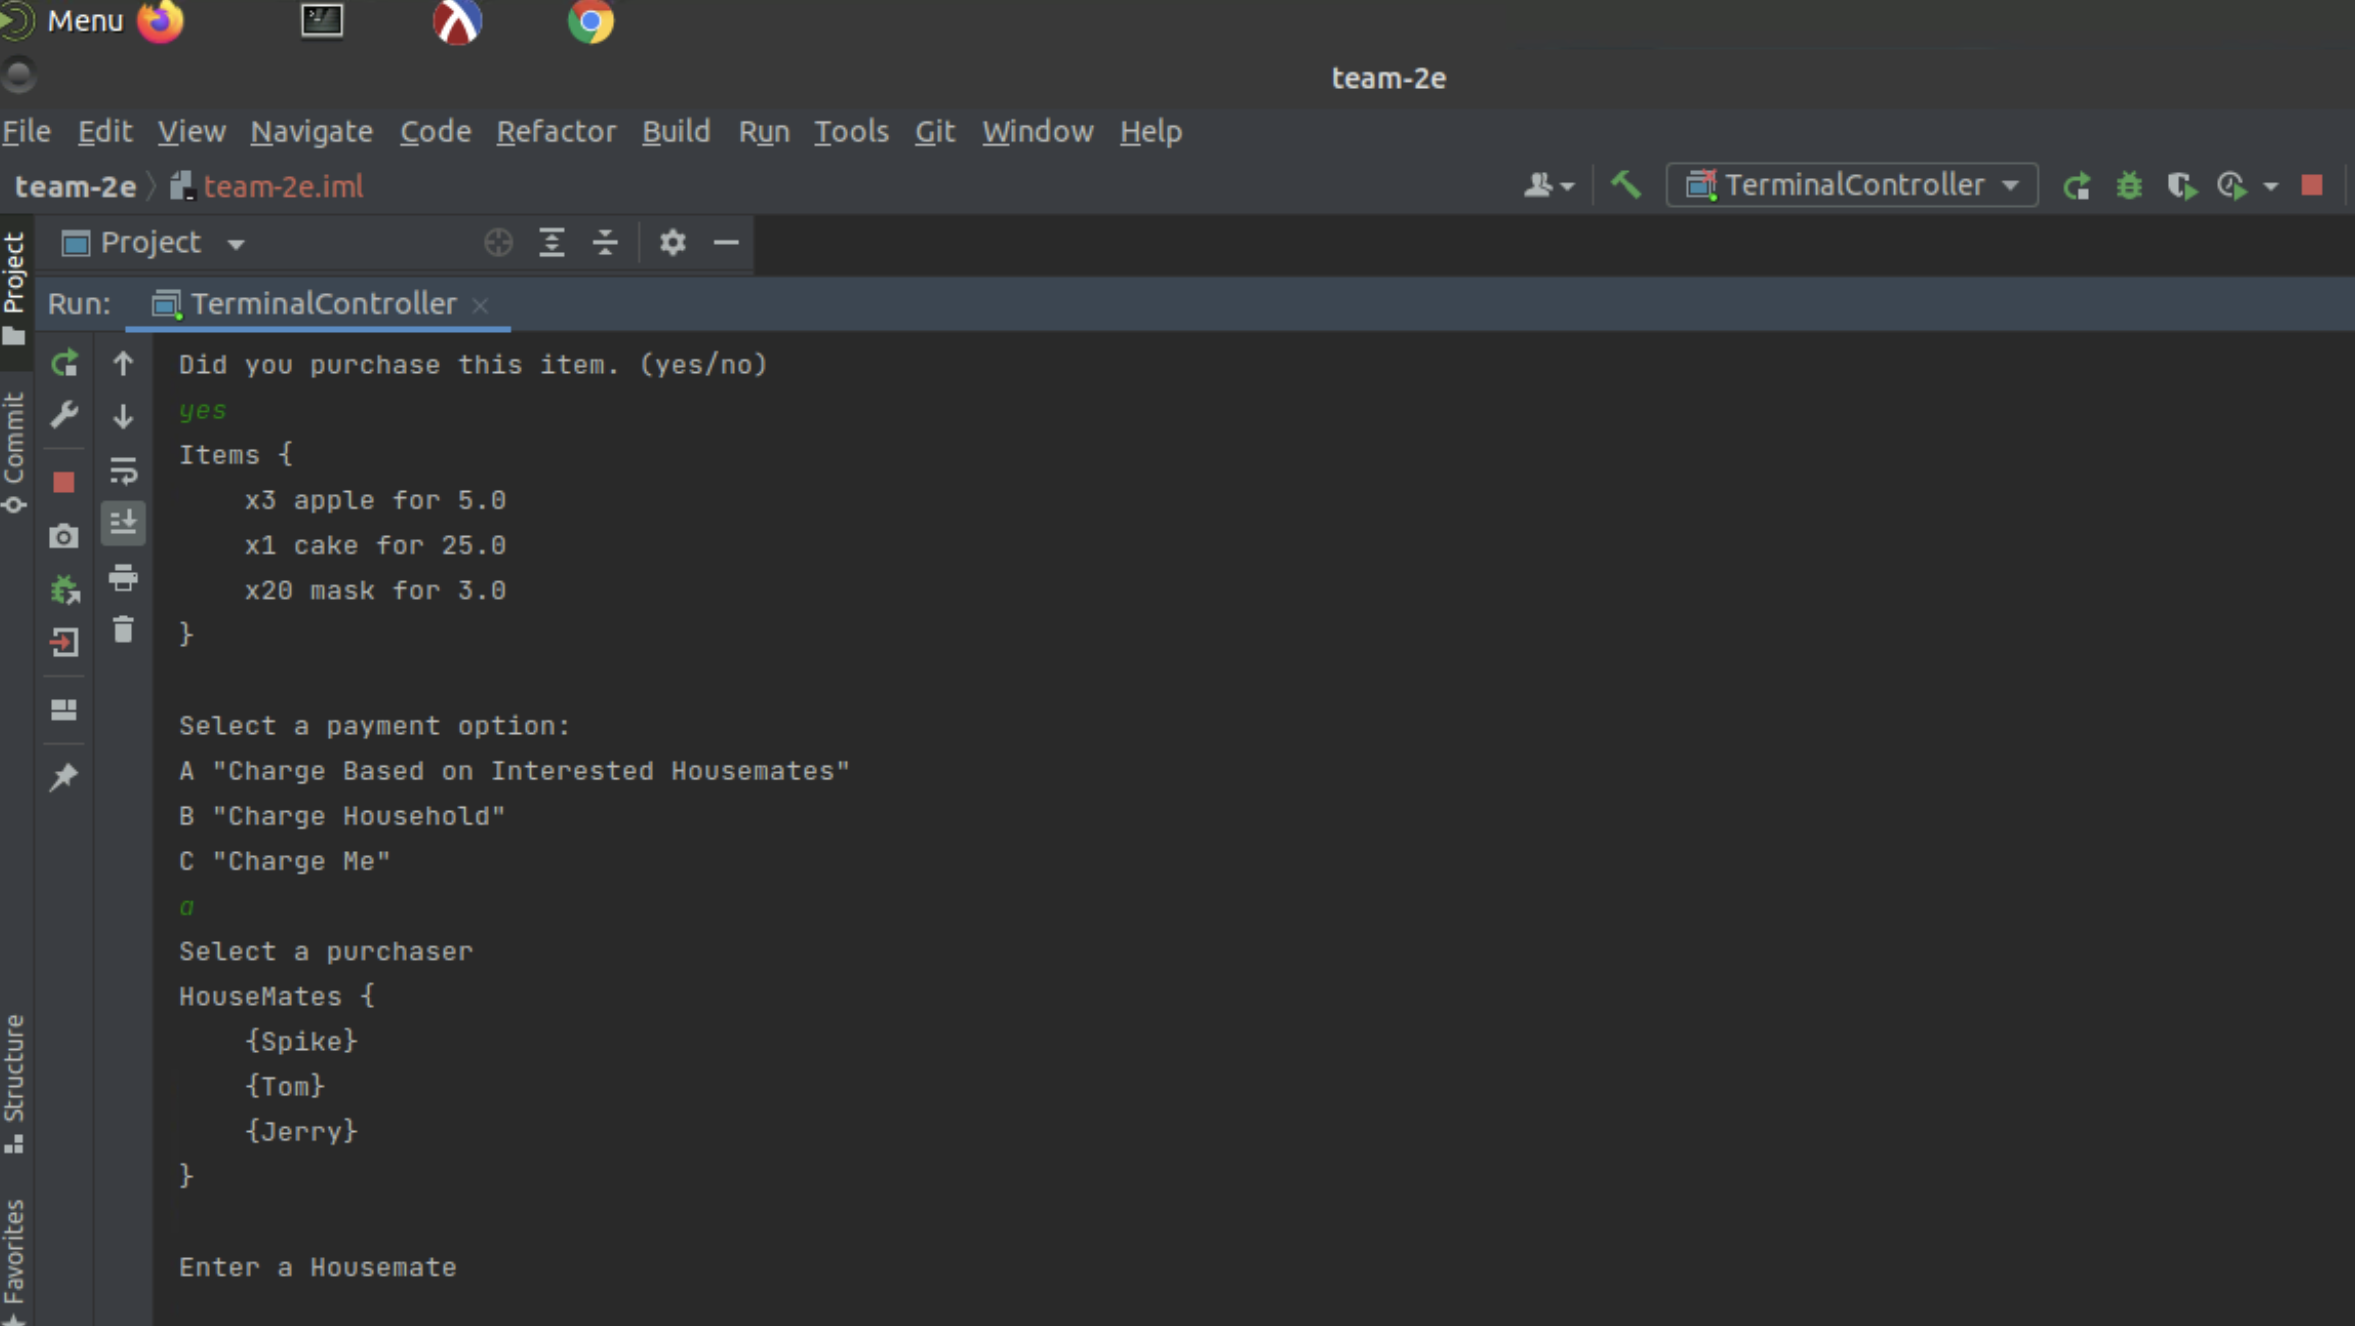 Menu
team-2e
File Edit View Navigate Code Refactor Build Run Tools Git Window Help
team-2e team-2e.iml TerminalController
Project
Project
Run: TerminalController
Did you purchase this item. (yes/no)
yes
Items {
x3 apple for 5.0
x1 cake for 25.0
x20 mask for 3.0
}
Commit
Select a payment option:
A "Charge Based on Interested Housemates"
B "Charge Household"
C "Charge Me"
a
Select a purchaser
HouseMates {
{Spike}
{Tom}
{Jerry}
}
Structure
Enter a Housemate
Favorites